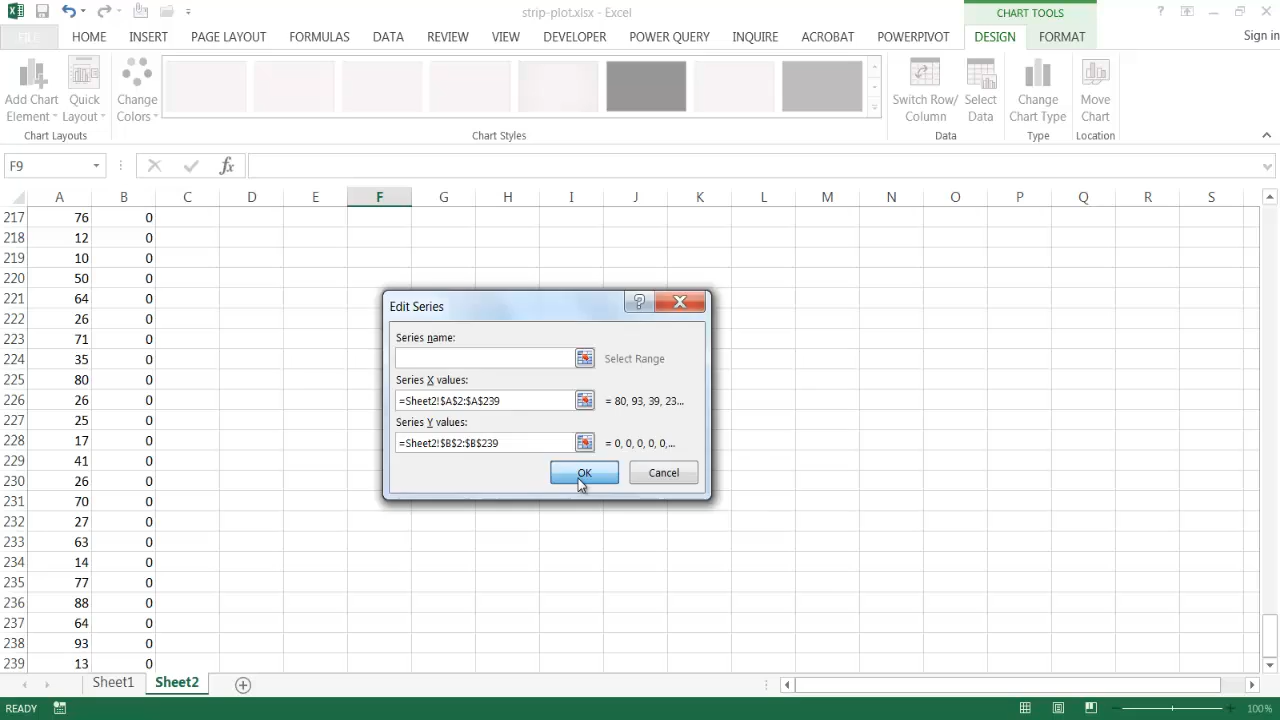 strip-plot.xlsx - Excel
CHART TOOLS
FILE HOME INSERT PAGE LAYOUT FORMULAS DATA REVIEW VIEW DEVELOPER POWER QUERY INQUIRE ACROBAT POWERPIVOT DESIGN FORMAT Sign in
Add Chart Element
Quick Layout
Change Colors
Switch Row/ Column
Select Data
Change Chart Type
Move Chart
Chart Layouts
Chart Styles
Data
Type
Location
F9
fx
A B C D E F G H I J K L M N O P Q R S
217 76 0
218 12 0
219 10 0
220 50 0
221 64 0
222 26 0
223 71 0
224 35 0
225 80 0
226 26 0
227 25 0
228 17 0
229 41 0
230 26 0
231 70 0
232 27 0
233 63 0
234 14 0
235 77 0
236 88 0
237 64 0
238 93 0
239 13 0
Edit Series
Series name:
Select Range
Series X values:
=Sheet2!$A$2:$A$239 = 80, 93, 39, 23...
Series Y values:
=Sheet2!$B$2:$B$239 = 0, 0, 0, 0, 0,...
OK Cancel
Sheet1 Sheet2
READY
100%